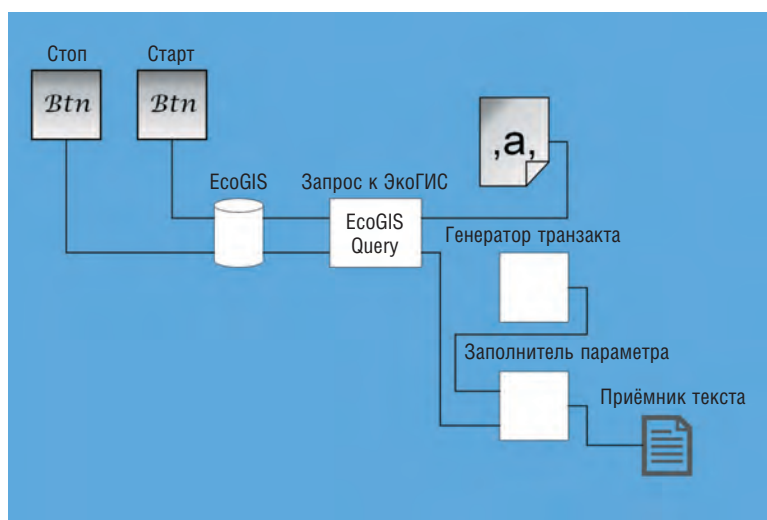 Стоп
Старт
Btn
Btn
,a,
EcoGIS
Запрос к ЭкоГИС
EcoGIS
Query
Генератор транзакта
Заполнитель параметра
Приёмник текста